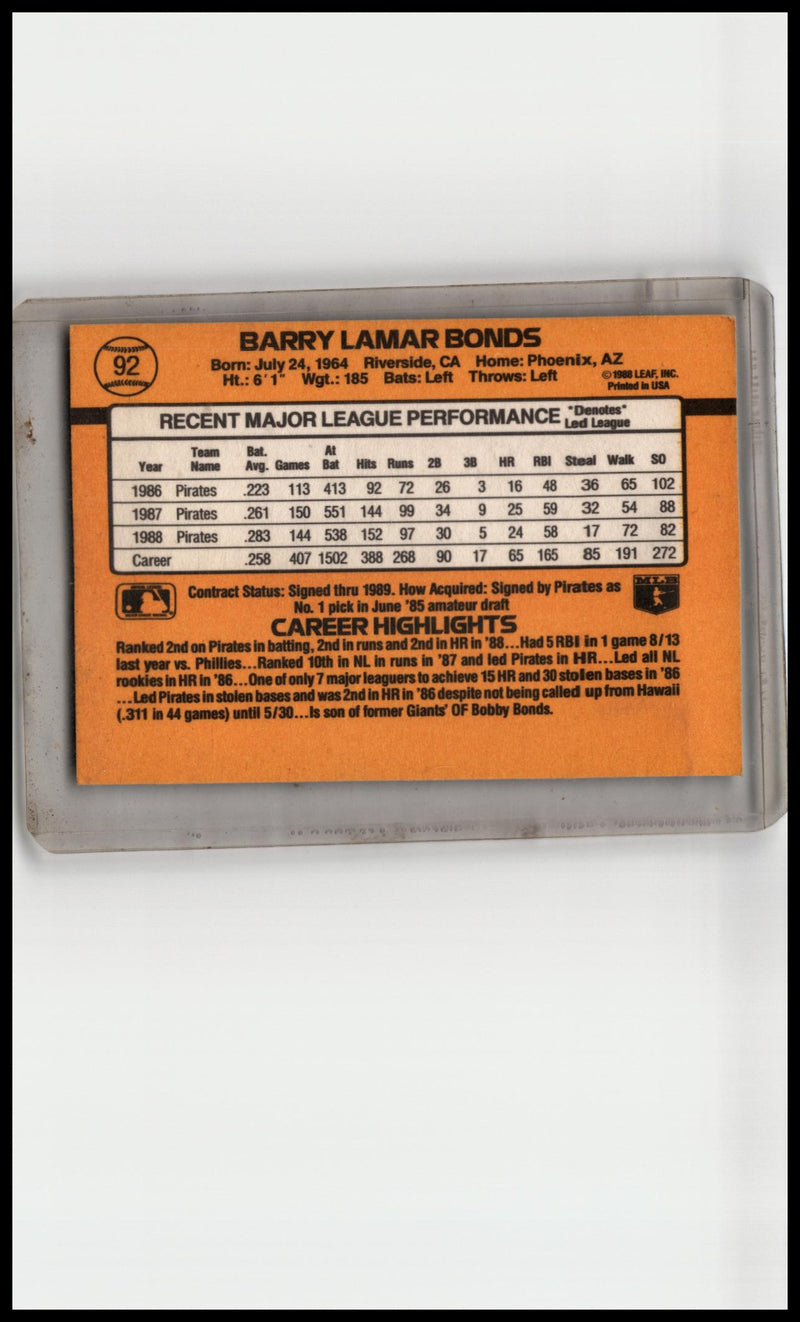 92
BARRY LAMAR BONDS
Born: July 24, 1964 Riverside, CA Home: Phoenix, AZ
Ht.: 6'1" Wgt.: 185 Bats: Left Throws: Left
©1988 LEAF, INC.
Printed in USA
RECENT MAJOR LEAGUE PERFORMANCE *Denotes* Led League
Year Team Name Bat. Avg. Games At Bat Hits Runs 2B 3B HR RBI Steal Walk SO
1986 Pirates .223 113 413 92 72 26 3 16 48 36 65 102
1987 Pirates .261 150 551 144 99 34 9 25 59 32 54 88
1988 Pirates .283 144 538 152 97 30 5 24 58 17 72 82
Career .258 407 1502 388 268 90 17 65 165 85 191 272
Contract Status: Signed thru 1989. How Acquired: Signed by Pirates as
No. 1 pick in June '85 amateur draft
MLB
CAREER HIGHLIGHTS
Ranked 2nd on Pirates in batting, 2nd in runs and 2nd in HR in '88...Had 5 RBI in 1 game 8/13
last year vs. Phillies...Ranked 10th in NL in runs in '87 and led Pirates in HR...Led all NL
rookies in HR in '86...One of only 7 major leaguers to achieve 15 HR and 30 stolen bases in '86
...Led Pirates in stolen bases and was 2nd in HR in '86 despite not being called up from Hawaii
(.311 in 44 games) until 5/30...Is son of former Giants' OF Bobby Bonds.